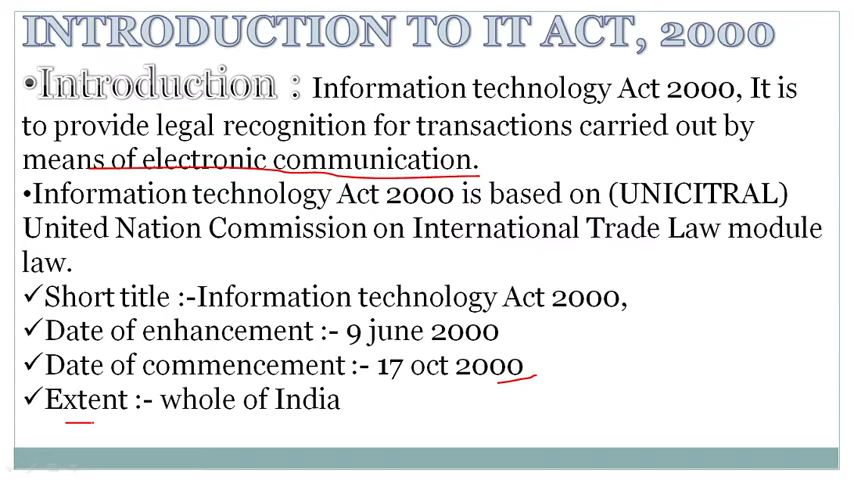 INTRODUCTION TO IT ACT, 2000
•Introduction : Information technology Act 2000, It is
to provide legal recognition for transactions carried out by
means of electronic communication.
•Information technology Act 2000 is based on (UNICITRAL)
United Nation Commission on International Trade Law module
law.
✓Short title :-Information technology Act 2000,
✓Date of enhancement :- 9 june 2000
✓Date of commencement :- 17 oct 2000
✓Extent :- whole of India